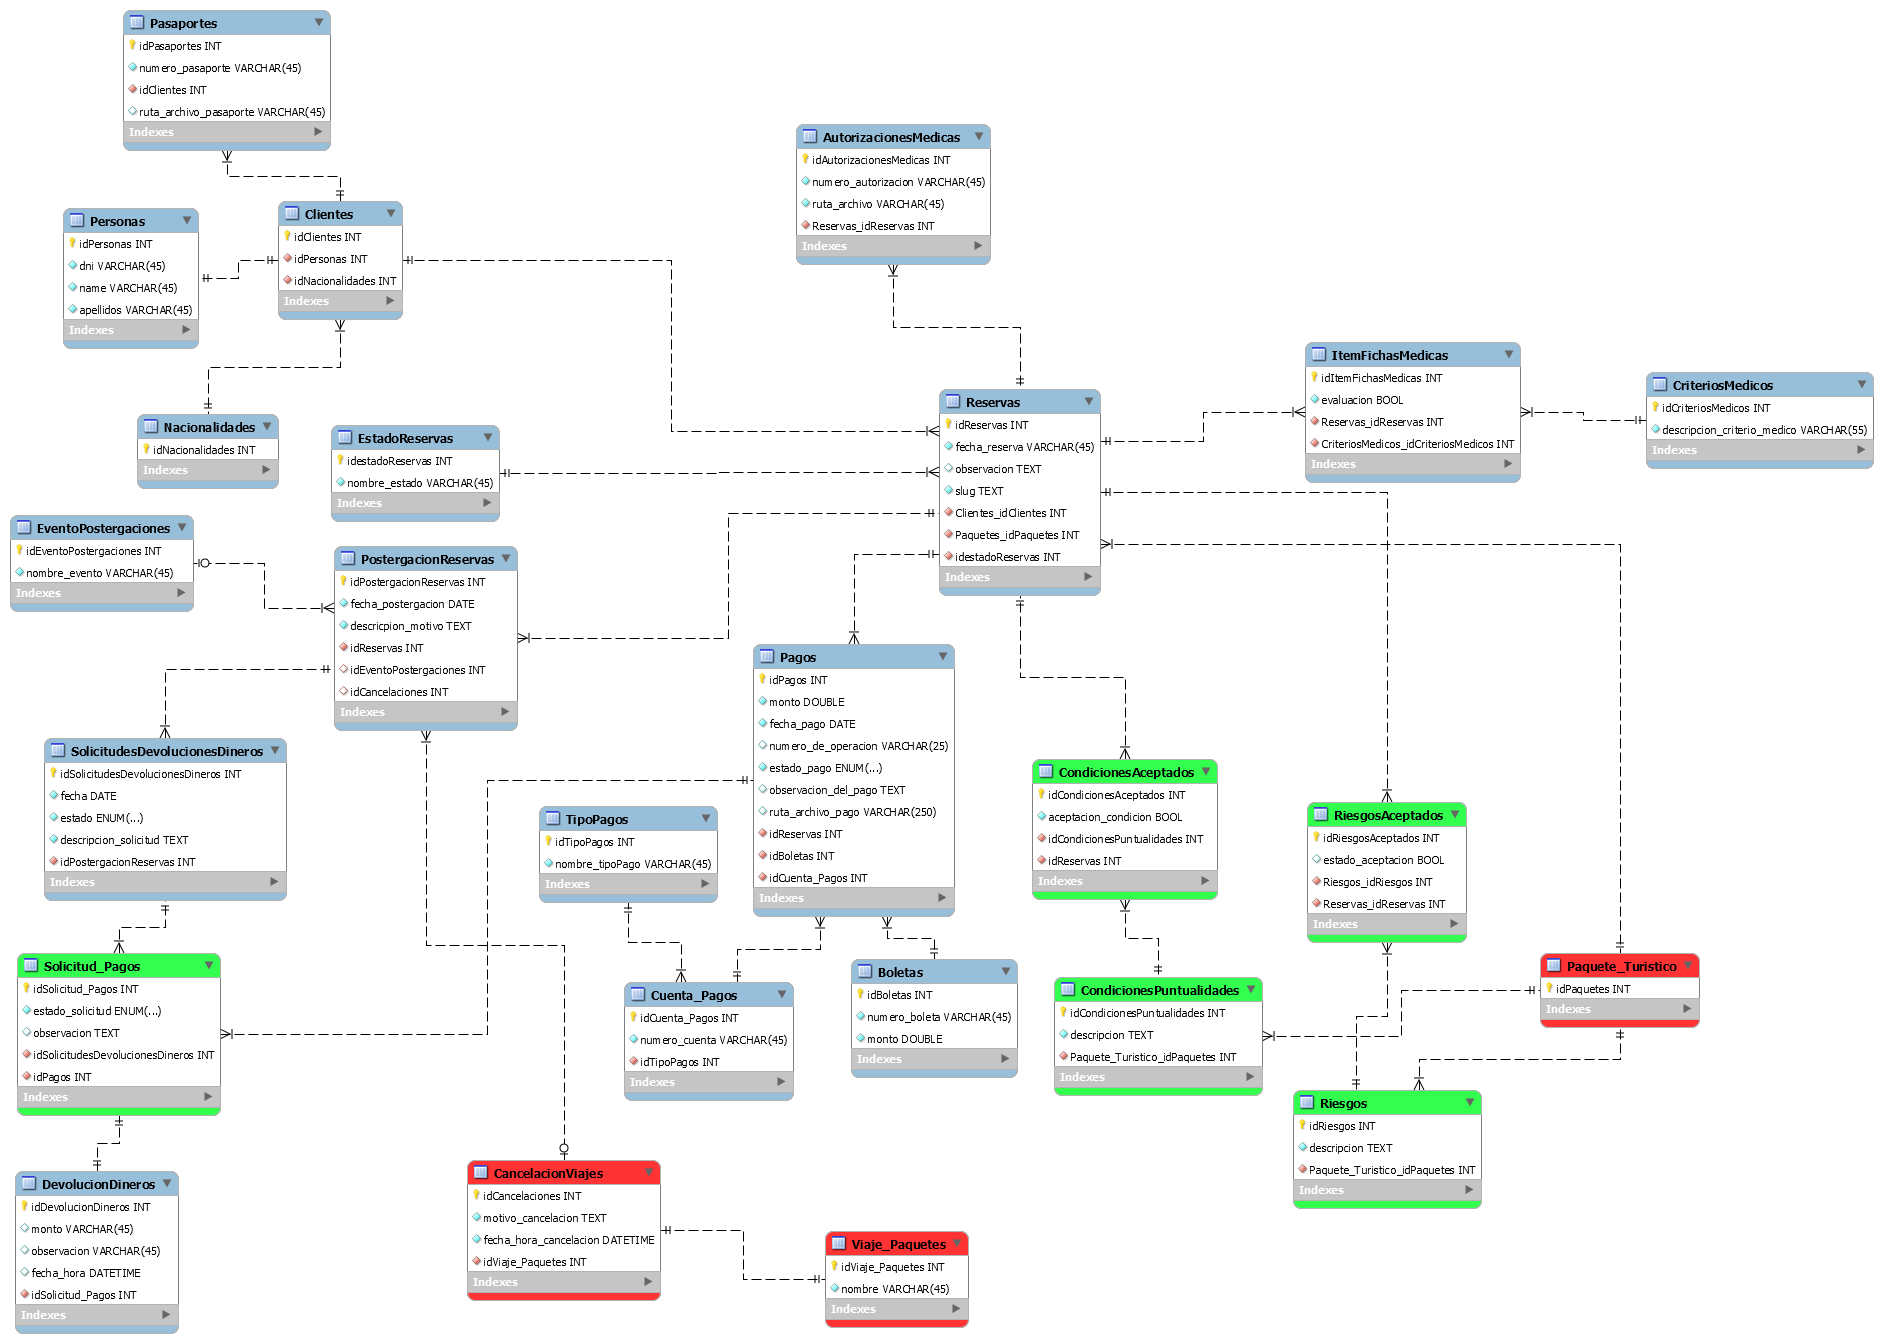 Pasaportes
idPasaportes INT
numero_pasaporte VARCHAR(45)
idClientes INT
ruta_archivo_pasaporte VARCHAR(45)
Indexes
Personas
idPersonas INT
dni VARCHAR(45)
name VARCHAR(45)
apellidos VARCHAR(45)
Indexes
Clientes
idClientes INT
idPersonas INT
idNacionalidades INT
Indexes
Nacionalidades
idNacionalidades INT
Indexes
AutorizacionesMedicas
idAutorizacionesMedicas INT
numero_autorizacion VARCHAR(45)
ruta_archivo VARCHAR(45)
Reservas_idReservas INT
Indexes
EstadoReservas
idestadoReservas INT
nombre_estado VARCHAR(45)
Indexes
Reservas
idReservas INT
fecha_reserva VARCHAR(45)
observacion TEXT
slug TEXT
Clientes_idClientes INT
Paquetes_idPaquetes INT
idestadoReservas INT
Indexes
ItemFichasMedicas
idItemFichasMedicas INT
evaluacion BOOL
Reservas_idReservas INT
CriteriosMedicos_idCriteriosMedicos INT
Indexes
CriteriosMedicos
idCriteriosMedicos INT
descripcion_criterio_medico VARCHAR(55)
Indexes
EventoPostergaciones
idEventoPostergaciones INT
nombre_evento VARCHAR(45)
Indexes
PostergacionReservas
idPostergacionReservas INT
fecha_postergacion DATE
descricpion_motivo TEXT
idReservas INT
idEventoPostergaciones INT
idCancelaciones INT
Indexes
Pagos
idPagos INT
monto DOUBLE
fecha_pago DATE
numero_de_operacion VARCHAR(25)
estado_pago ENUM(...)
observacion_del_pago TEXT
ruta_archivo_pago VARCHAR(250)
idReservas INT
idBoletas INT
idCuenta_Pagos INT
Indexes
SolicitudesDevolucionesDineros
idSolicitudesDevolucionesDineros INT
fecha DATE
estado ENUM(...)
descripcion_solicitud TEXT
idPostergacionReservas INT
Indexes
TipoPagos
idTipoPagos INT
nombre_tipoPago VARCHAR(45)
Indexes
CondicionesAceptados
idCondicionesAceptados INT
aceptacion_condicion BOOL
idCondicionesPuntualidades INT
idReservas INT
Indexes
RiesgosAceptados
idRiesgosAceptados INT
estado_aceptacion BOOL
Riesgos_idRiesgos INT
Reservas_idReservas INT
Indexes
Solicitud_Pagos
idSolicitud_Pagos INT
estado_solicitud ENUM(...)
observacion TEXT
idSolicitudesDevolucionesDineros INT
idPagos INT
Indexes
Cuenta_Pagos
idCuenta_Pagos INT
numero_cuenta VARCHAR(45)
idTipoPagos INT
Indexes
Boletas
idBoletas INT
numero_boleta VARCHAR(45)
monto DOUBLE
Indexes
CondicionesPuntualidades
idCondicionesPuntualidades INT
descripcion TEXT
Paquete_Turistico_idPaquetes INT
Indexes
Paquete_Turistico
idPaquetes INT
Indexes
Riesgos
idRiesgos INT
descripcion TEXT
Paquete_Turistico_idPaquetes INT
Indexes
DevolucionDineros
idDevolucionDineros INT
monto VARCHAR(45)
observacion VARCHAR(45)
fecha_hora DATETIME
idSolicitud_Pagos INT
Indexes
CancelacionViajes
idCancelaciones INT
motivo_cancelacion TEXT
fecha_hora_cancelacion DATETIME
idViaje_Paquetes INT
Indexes
Viaje_Paquetes
idViaje_Paquetes INT
nombre VARCHAR(45)
Indexes